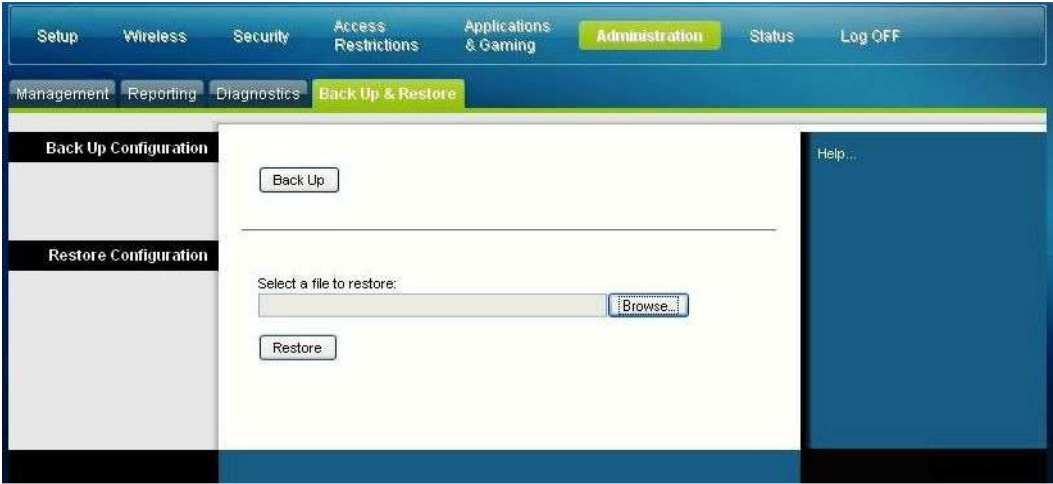 Setup Wireless Security Access Restrictions Applications & Gaming Administration Status Log OFF
Management Reporting Diagnostics Back Up & Restore
Back Up Configuration
Back Up
Help...
Restore Configuration
Select a file to restore:
Browse...
Restore